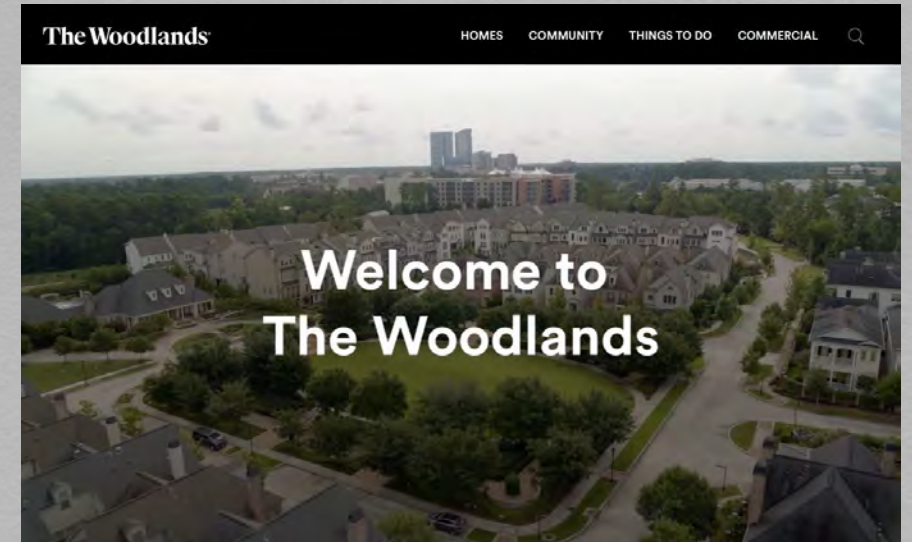 The Woodlands
HOMES COMMUNITY THINGS TO DO COMMERCIAL
Welcome to
The Woodlands